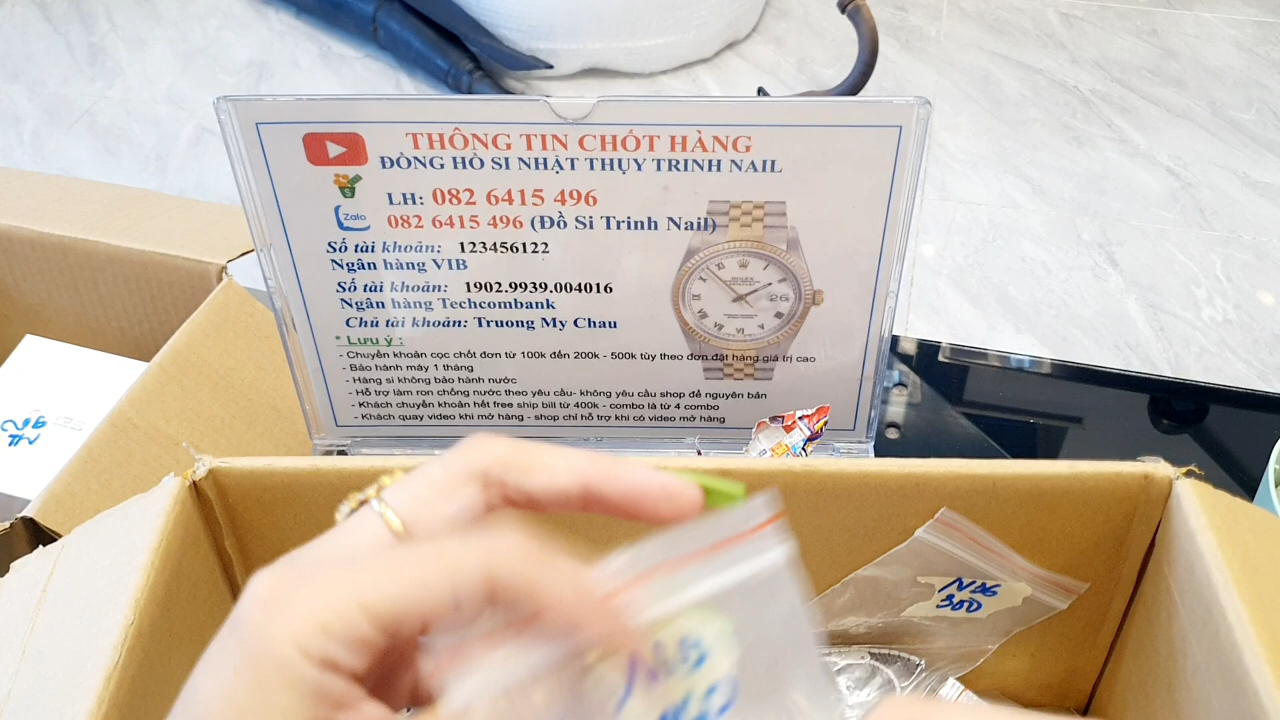 THÔNG TIN CHỐT HÀNG
ĐỒNG HỒ SI NHẬT THỤY TRINH NAIL
LH: 082 6415 496
Zalo
082 6415 496 (Đồ Si Trinh Nail)
Số tài khoản: 123456122
Ngân hàng VIB
Số tài khoản: 1902.9939.004016
Ngân hàng Techcombank
Chủ tài khoản: Truong My Chau
* Lưu ý :
- Chuyển khoản cọc chốt đơn từ 100k đến 200k - 500k tùy theo đơn đặt hàng giá trị cao
- Bảo hành máy 1 tháng
- Hàng si không bảo hành nước
- Hỗ trợ làm ron chống nước theo yêu cầu- không yêu cầu shop để nguyên bản
- Khách chuyển khoản hết free ship bill từ 400k - combo là từ 4 combo
- Khách quay video khi mở hàng - shop chỉ hỗ trợ khi có video mở hàng
ROLEX
26
N26
300